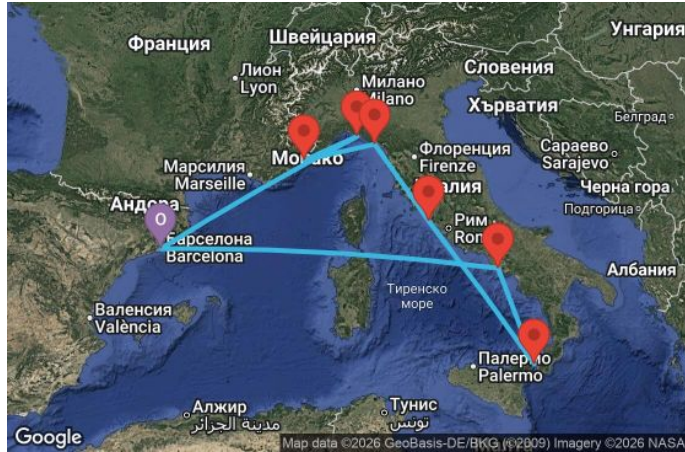 Франция
Швейцария
Унгария
Лион
Lyon
Милано
Milano
Словения
Хърватия
Белград
Монако
Флоренция
Firenze
Сараево
Sarajevo
Марсилия
Marseille
Италия
Черна гора
Андора
Подгорица
O
Рим
Rom
Барселона
Barcelona
Албания
Тиренско
море
Валенсия
València
Палермо
Palermo
Алжир
مدينة الجزائر
Тунис
تونس
Google
Map data ©2026 GeoBasis-DE/BKG (©2009) Imagery ©2026 NASA